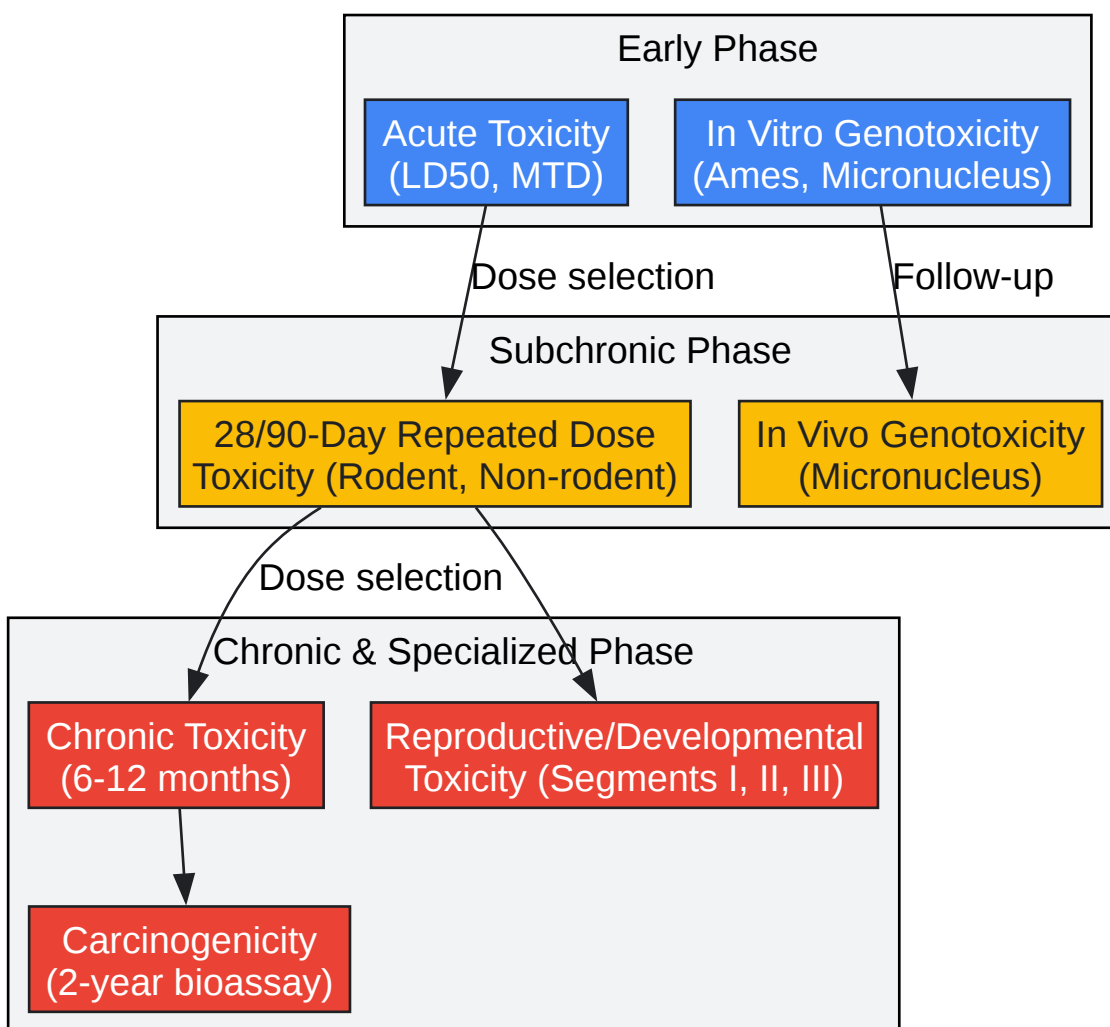 Early Phase
Acute Toxicity
(LD50, MTD)
In Vitro Genotoxicity
(Ames, Micronucleus)
Dose selection
Follow-up
Subchronic Phase
28/90-Day Repeated Dose
Toxicity (Rodent, Non-rodent)
In Vivo Genotoxicity
(Micronucleus)
Dose selection
Chronic & Specialized Phase
Chronic Toxicity
(6-12 months)
Reproductive/Developmental
Toxicity (Segments I, II, III)
Carcinogenicity
(2-year bioassay)